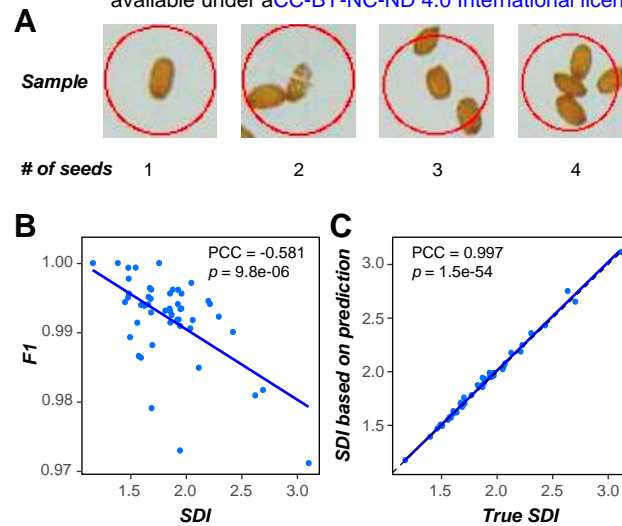 available under aCC-BY-NC-ND 4.0 International licen
A
Sample
# of seeds 1 2 3 4
B C
PCC = -0.581
p = 9.8e-06
PCC = 0.997
p = 1.5e-54
F1
1.00
0.99
0.98
0.97
1.5 2.0 2.5 3.0
SDI
SDI based on prediction
3.0
2.5
2.0
1.5
1.5 2.0 2.5 3.0
True SDI